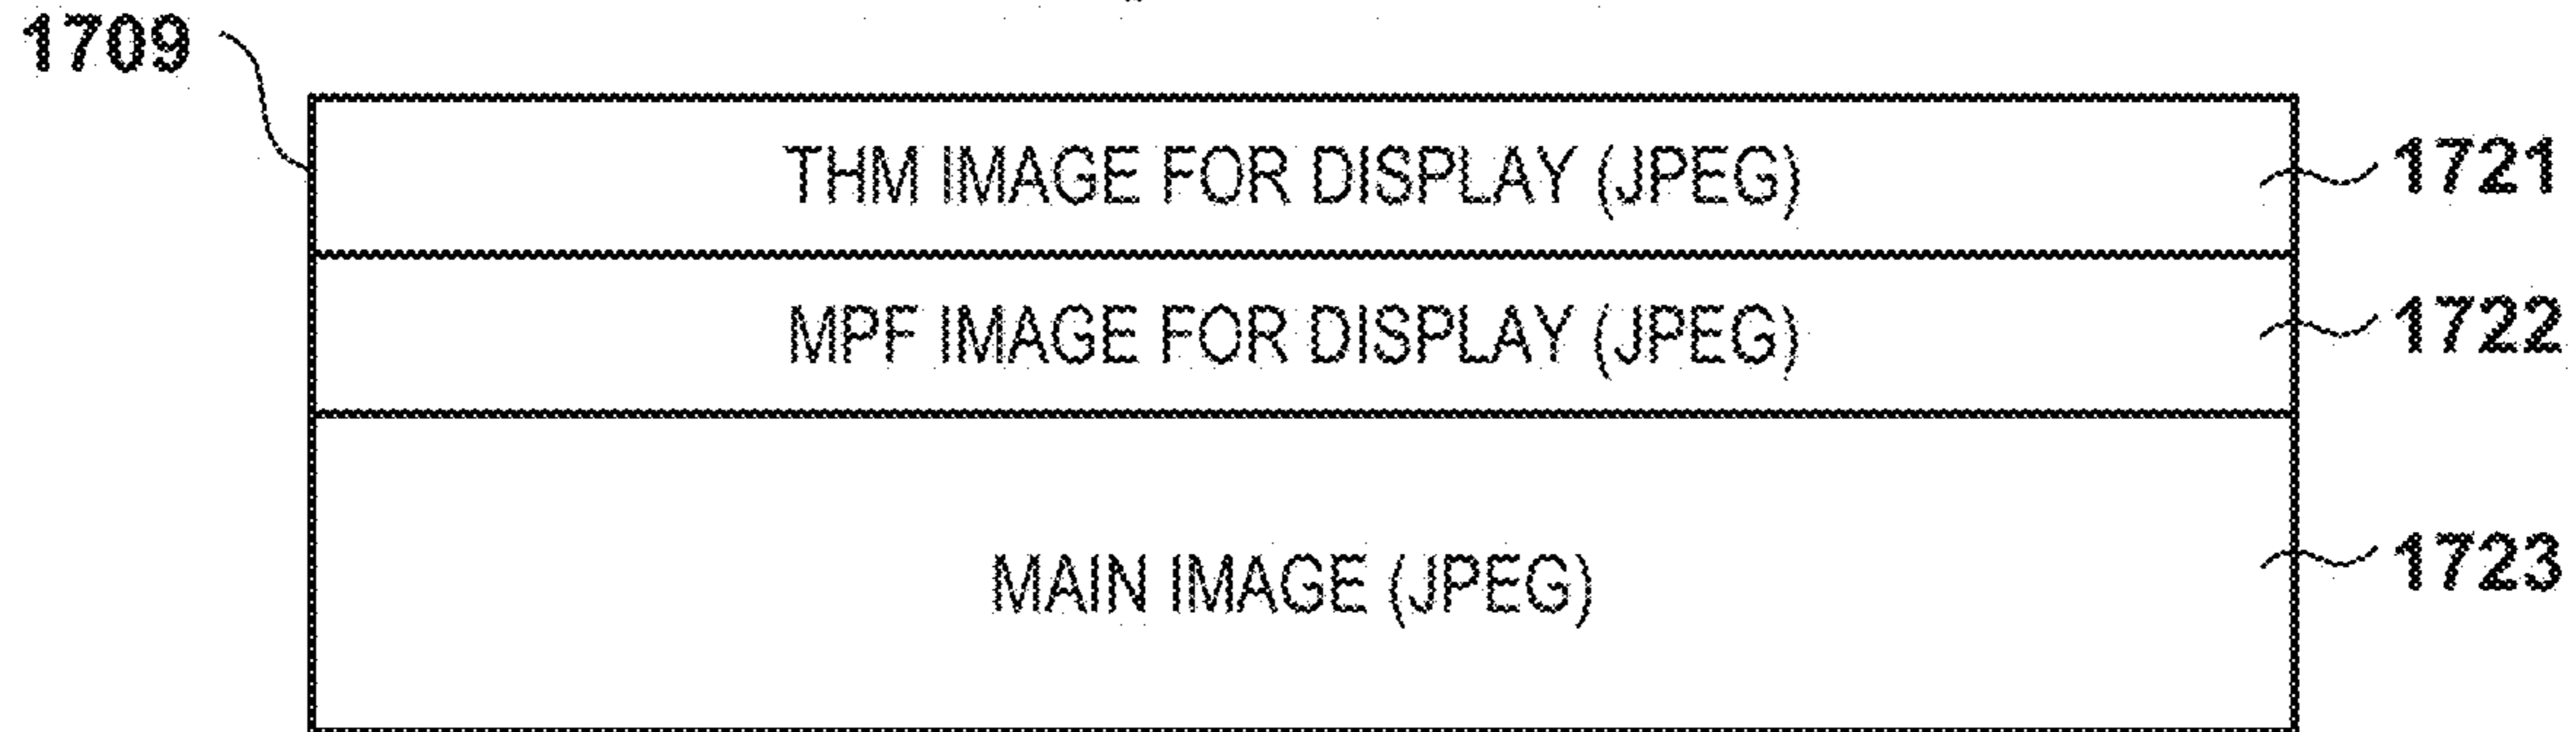 1709
THM IMAGE FOR DISPLAY (JPEG)
1721
MPF IMAGE FOR DISPLAY (JPEG)
1722
MAIN IMAGE (JPEG)
1723